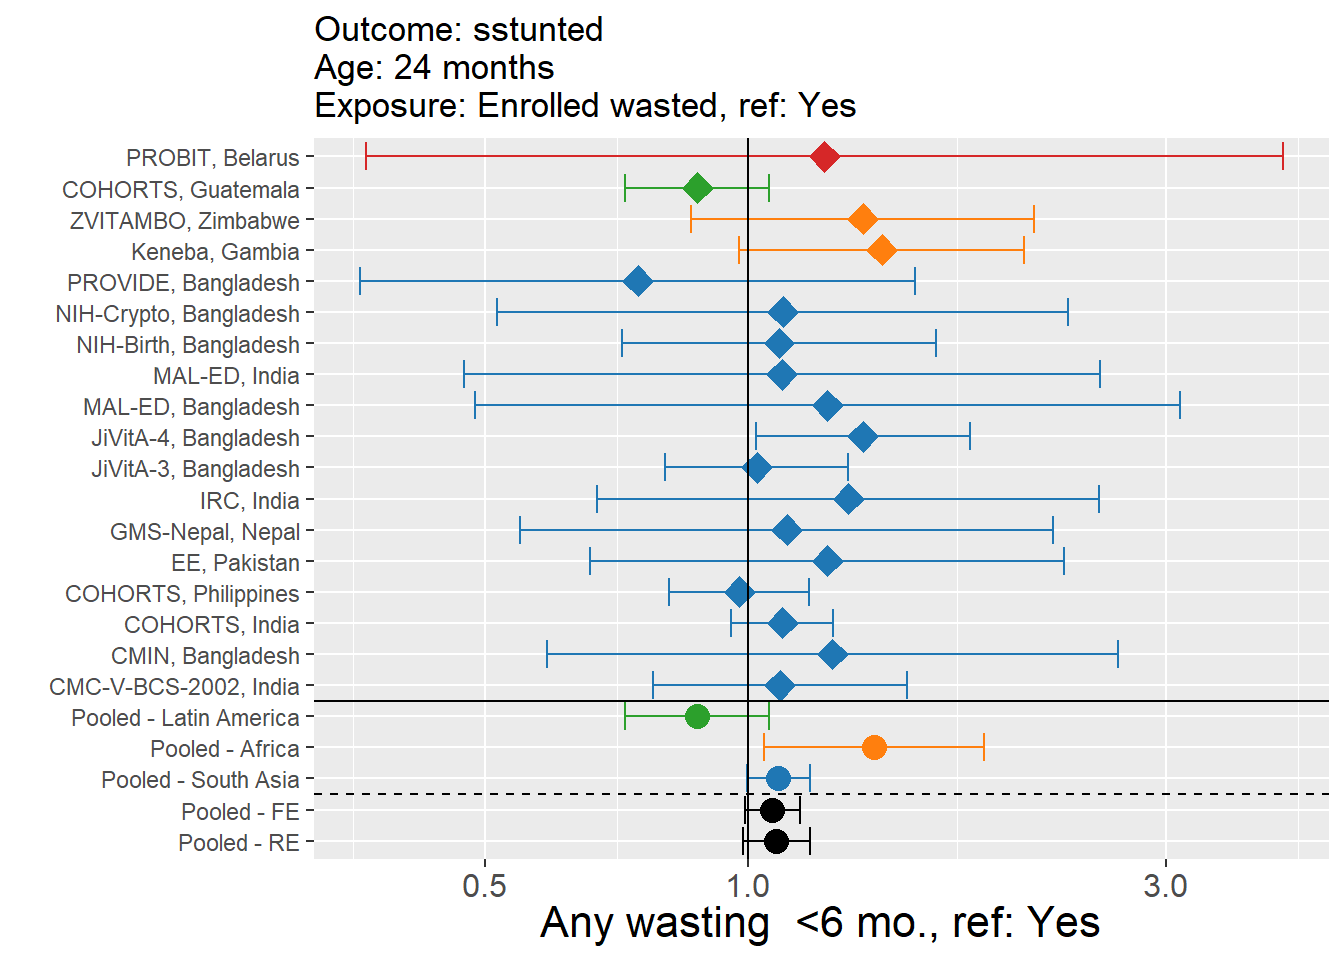 Outcome: sstunted
Age: 24 months
Exposure: Enrolled wasted, ref: Yes
PROBIT, Belarus
COHORTS, Guatemala
ZVITAMBO, Zimbabwe
Keneba, Gambia
PROVIDE, Bangladesh
NIH-Crypto, Bangladesh
NIH-Birth, Bangladesh
MAL-ED, India
MAL-ED, Bangladesh
JiVitA-4, Bangladesh
JiVitA-3, Bangladesh
IRC, India
GMS-Nepal, Nepal
EE, Pakistan
COHORTS, Philippines
COHORTS, India
CMIN, Bangladesh
CMC-V-BCS-2002, India
Pooled - Latin America
Pooled - Africa
Pooled - South Asia
Pooled - FE
Pooled - RE
0.5 1.0 3.0
Any wasting  <6 mo., ref: Yes